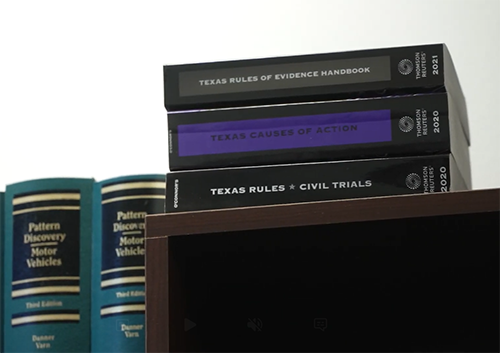 TEXAS RULES OF EVIDENCE HANDBOOK
THOMSON
REUTERS
2021
TEXAS CAUSES OF ACTION
THOMSON
REUTERS
2020
O'CONNOR'S
TEXAS RULES ★ CIVIL TRIALS
THOMSON
REUTERS
2020
Pattern
Discovery
Motor
Vehicles
Third Edition
Danner
Varn
Pattern
Discovery
Motor
Vehicles
Third Edition
Danner
Varn